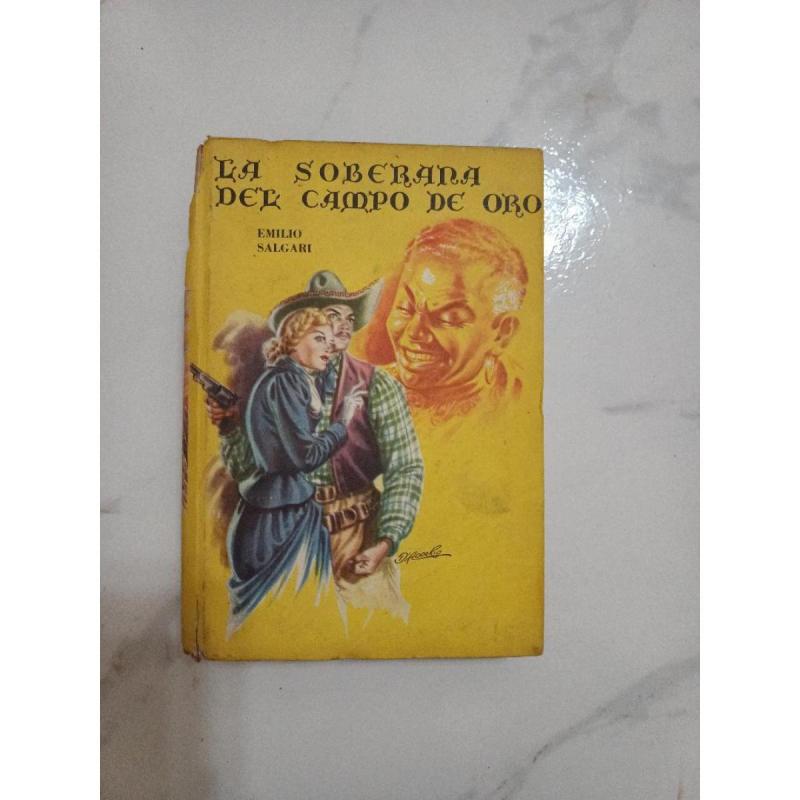 LA SOBERANA
DEL CAMPO DE ORO
EMILIO
SALGARI